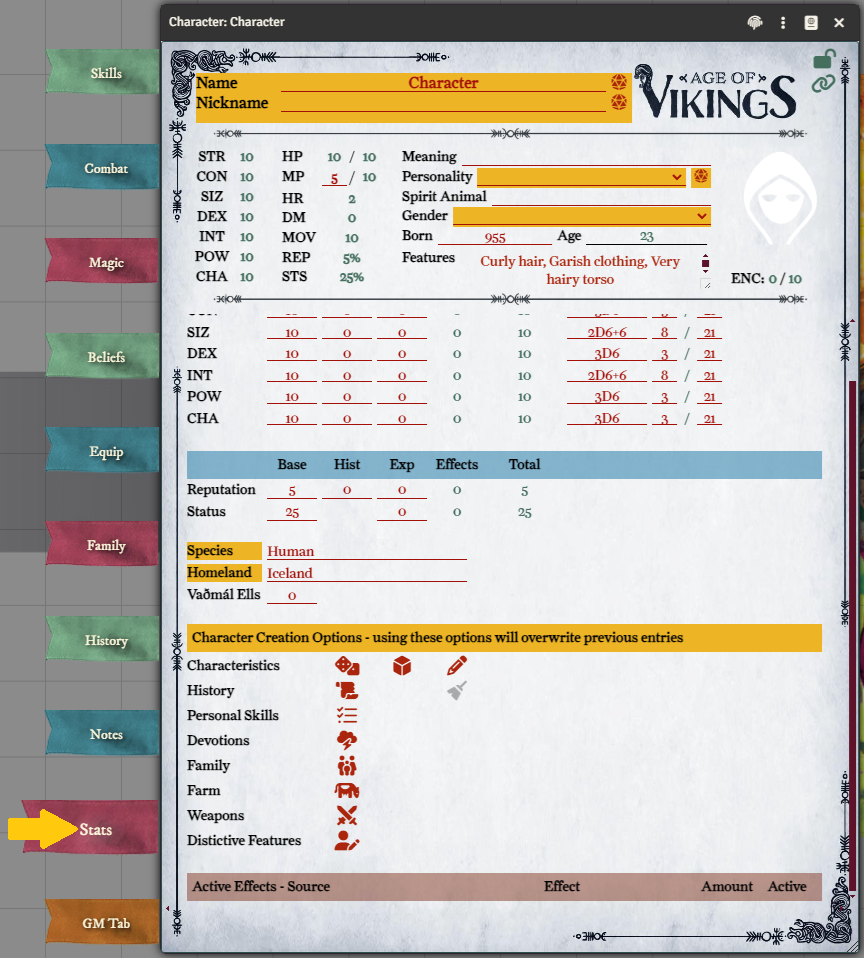 Character: Character
Skills
Combat
Magic
Beliefs
Equip
Family
History
Notes
Stats
GM Tab
Name Character
Nickname
AGE OF
VIKINGS
STR 10 HP 10 / 10 Meaning
CON 10 MP 5 / 10 Personality
SIZ 10 HR 2 Spirit Animal
DEX 10 DM 0 Gender
INT 10 MOV 10 Born 955 Age 23
POW 10 REP 5% Features Curly hair, Garish clothing, Very
CHA 10 STS 25% hairy torso
ENC: 0 / 10
SIZ 10 0 0 0 10 2D6+6 8 / 21
DEX 10 0 0 0 10 3D6 3 / 21
INT 10 0 0 0 10 2D6+6 8 / 21
POW 10 0 0 0 10 3D6 3 / 21
CHA 10 0 0 0 10 3D6 3 / 21
Base Hist Exp Effects Total
Reputation 5 0 0 0 5
Status 25 0 0 25
Species Human
Homeland Iceland
Vaðmál Ells 0
Character Creation Options - using these options will overwrite previous entries
Characteristics
History
Personal Skills
Devotions
Family
Farm
Weapons
Distictive Features
Active Effects - Source Effect Amount Active